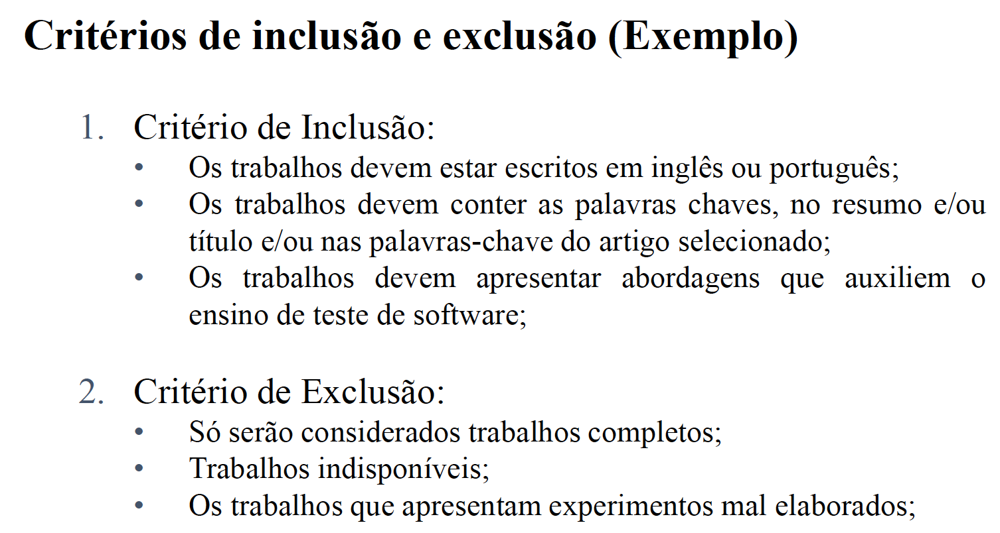 Critérios de inclusão e exclusão (Exemplo)
1. Critério de Inclusão:
• Os trabalhos devem estar escritos em inglês ou português;
• Os trabalhos devem conter as palavras chaves, no resumo e/ou
título e/ou nas palavras-chave do artigo selecionado;
• Os trabalhos devem apresentar abordagens que auxiliem o
ensino de teste de software;
2. Critério de Exclusão:
• Só serão considerados trabalhos completos;
• Trabalhos indisponíveis;
• Os trabalhos que apresentam experimentos mal elaborados;